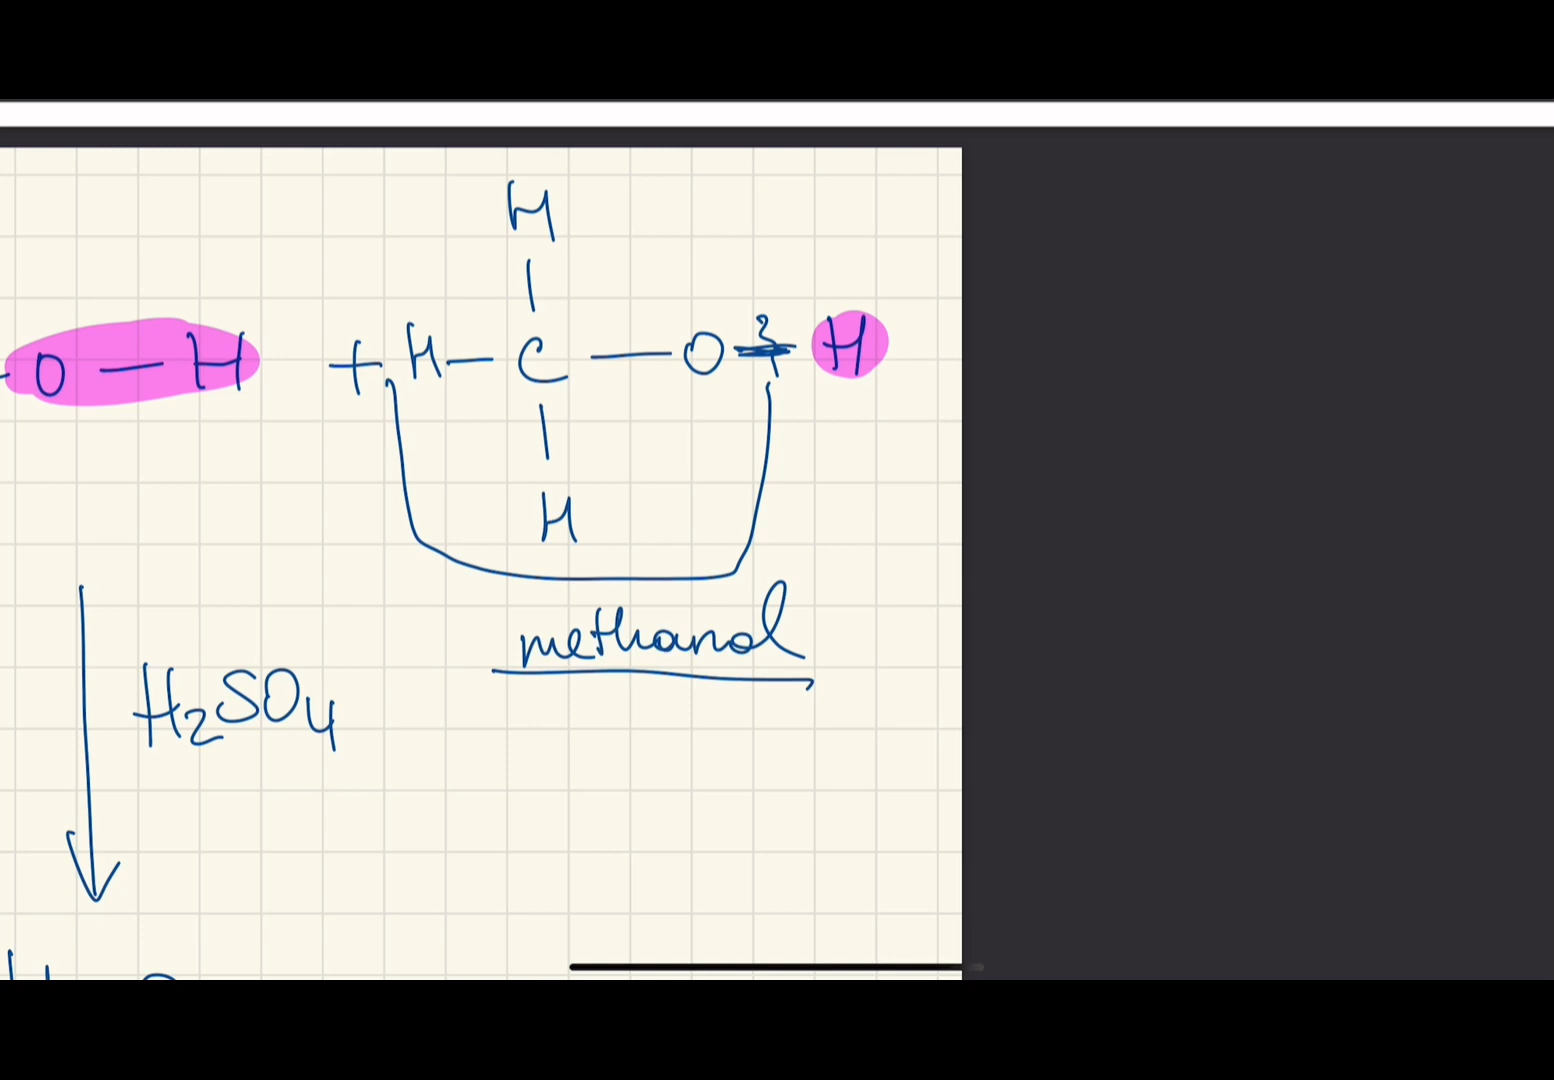 H
O — H + H — C — O — H
H
methanol
H₂SO₄